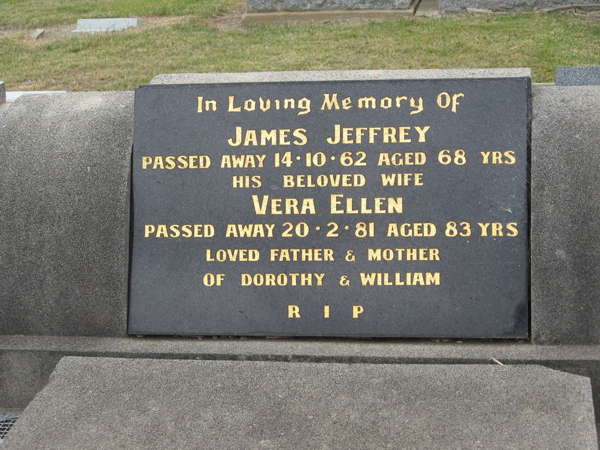 In Loving Memory Of
JAMES JEFFREY
PASSED AWAY 14·10·62 AGED 68 YRS
HIS BELOVED WIFE
VERA ELLEN
PASSED AWAY 20·2·81 AGED 83 YRS
LOVED FATHER & MOTHER
OF DOROTHY & WILLIAM
R I P